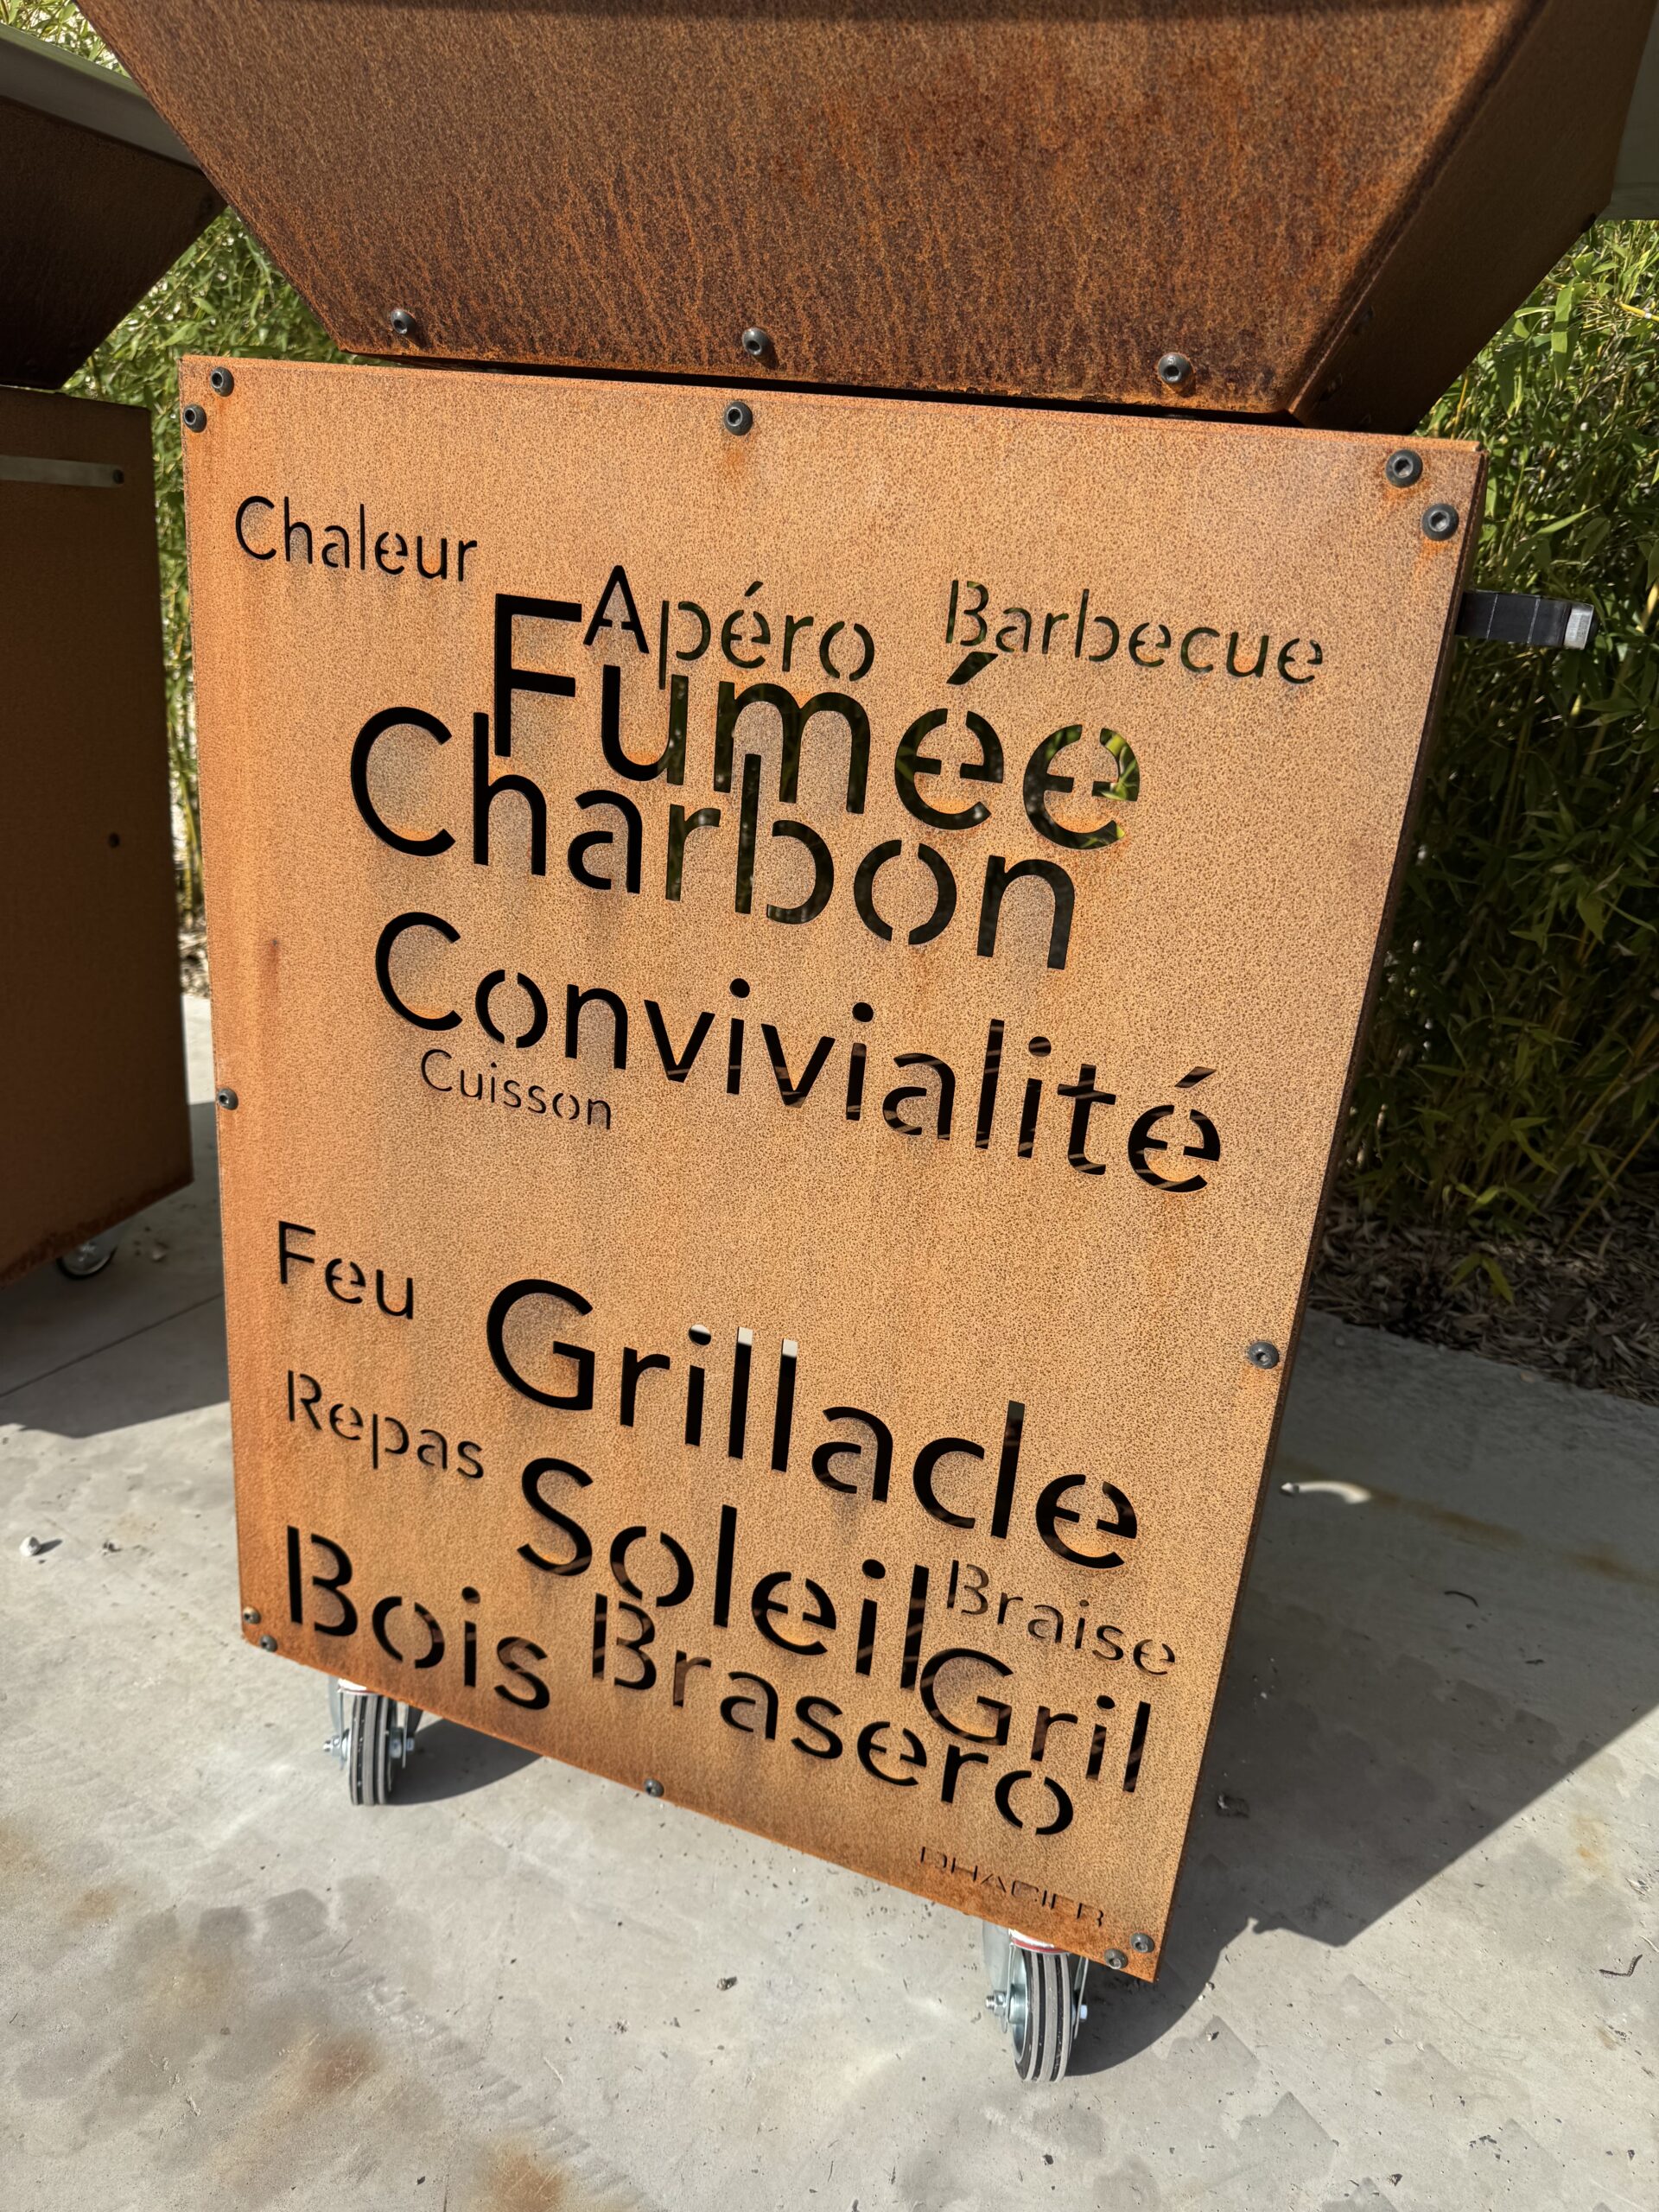 Chaleur
Apéro Barbecue
Fumée
Charbon
Convivialité
Cuisson
Feu Grillade
Repas
Soleil
Braise
Bois Brasero
Gril
DHACIER